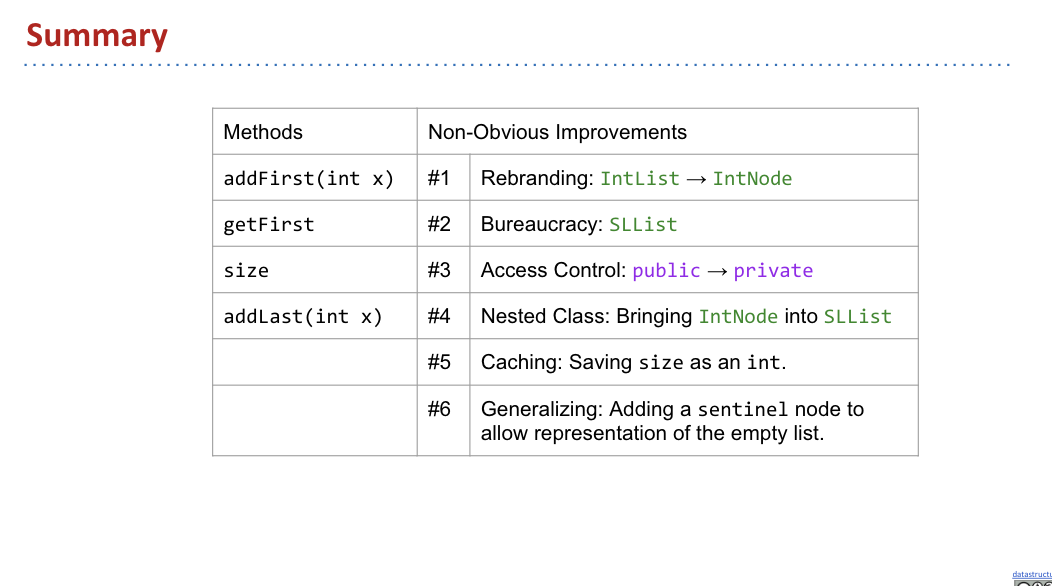 Summary
Methods Non-Obvious Improvements
addFirst(int x) #1 Rebranding: IntList → IntNode
getFirst #2 Bureaucracy: SLList
size #3 Access Control: public → private
addLast(int x) #4 Nested Class: Bringing IntNode into SLList
#5 Caching: Saving size as an int.
#6 Generalizing: Adding a sentinel node to
allow representation of the empty list.